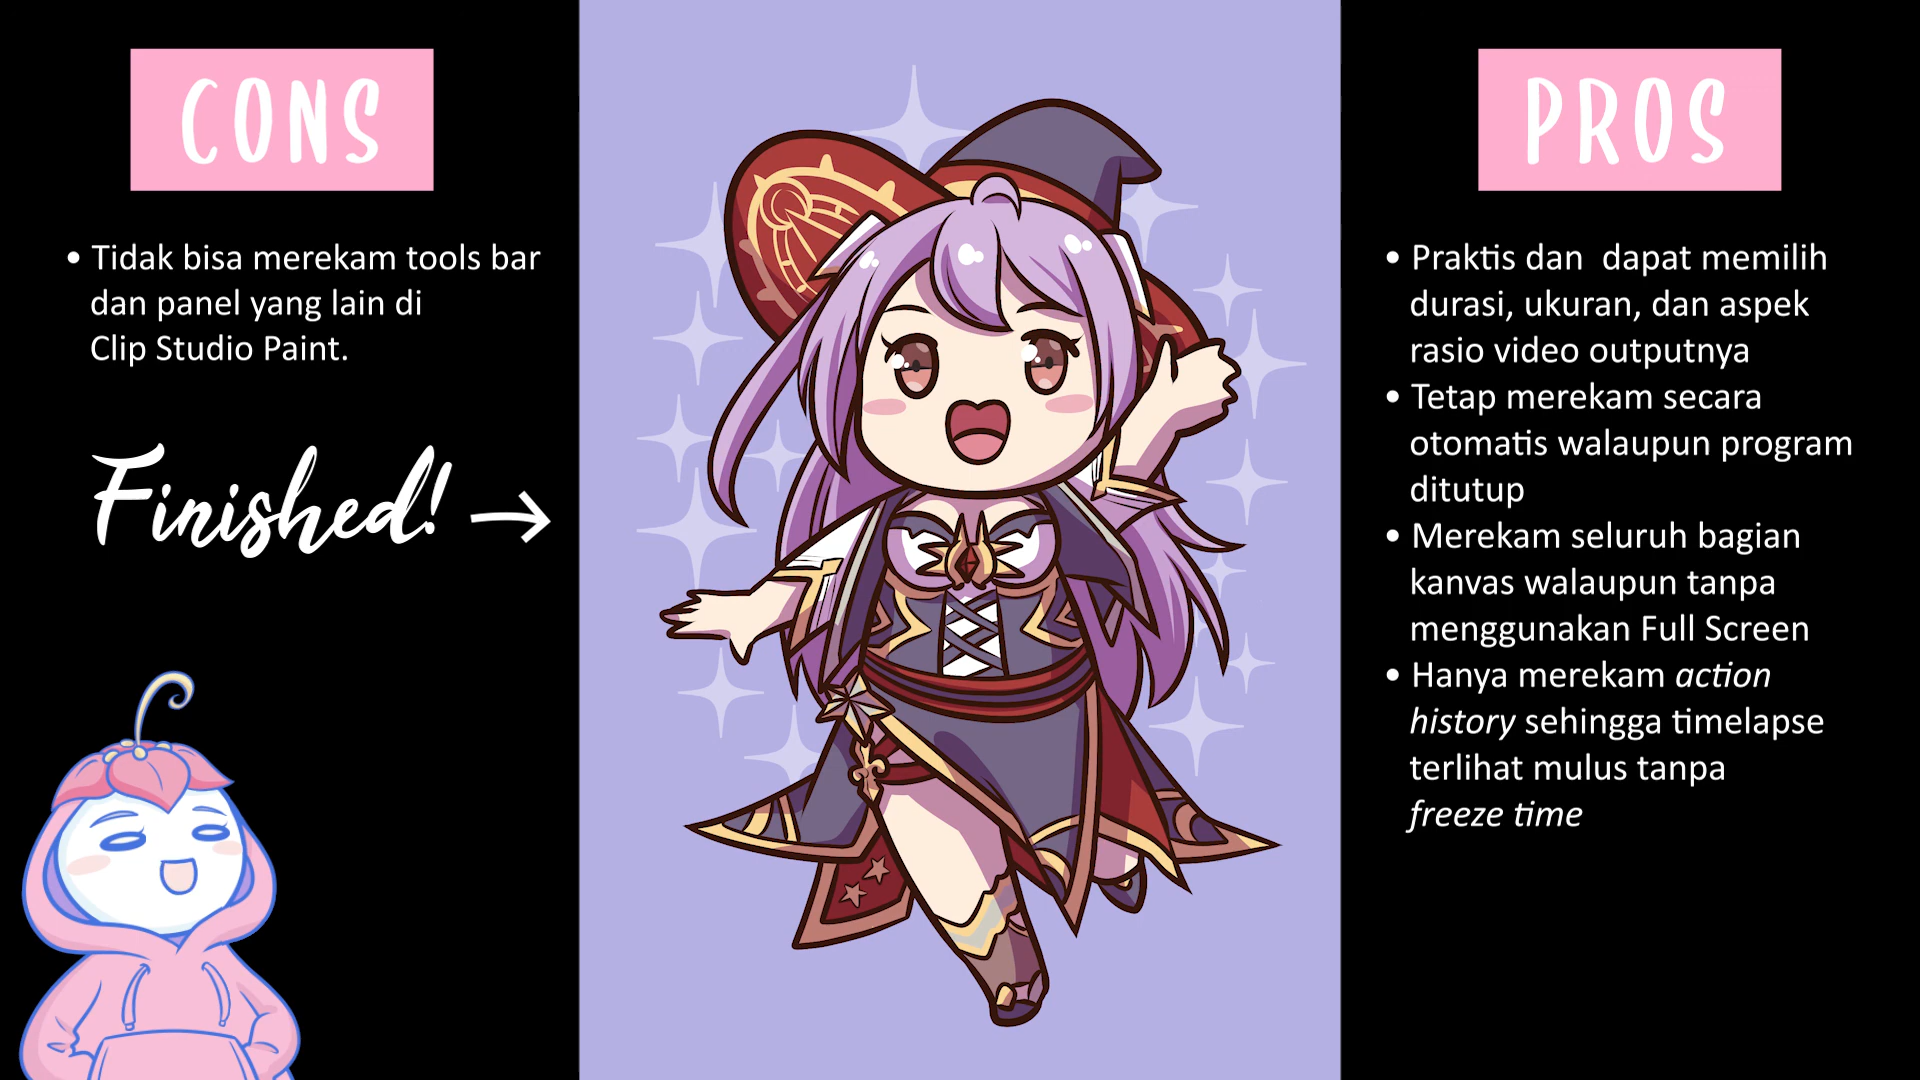 CONS
• Tidak bisa merekam tools bar
dan panel yang lain di
Clip Studio Paint.
Finished! →
PROS
• Praktis dan  dapat memilih
durasi, ukuran, dan aspek
rasio video outputnya
• Tetap merekam secara
otomatis walaupun program
ditutup
• Merekam seluruh bagian
kanvas walaupun tanpa
menggunakan Full Screen
• Hanya merekam action
history sehingga timelapse
terlihat mulus tanpa
freeze time